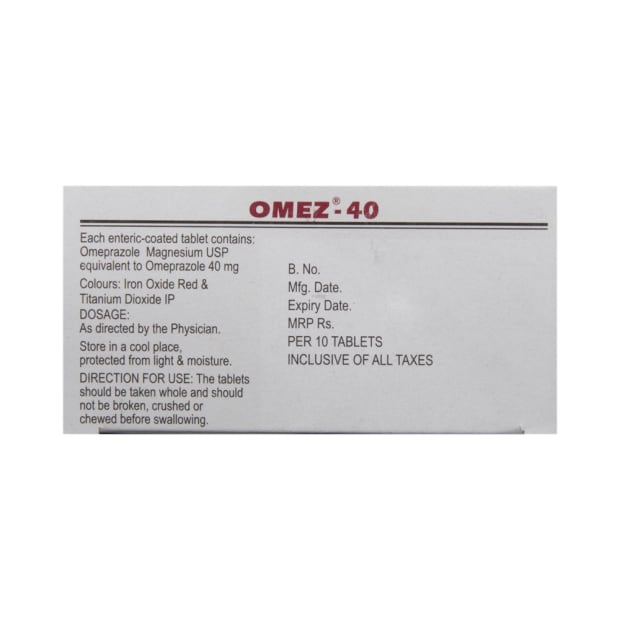 OMEZ®-40
Each enteric-coated tablet contains:
Omeprazole Magnesium USP
equivalent to Omeprazole 40 mg
Colours: Iron Oxide Red &
Titanium Dioxide IP
DOSAGE:
As directed by the Physician.
Store in a cool place,
protected from light & moisture.
DIRECTION FOR USE: The tablets
should be taken whole and should
not be broken, crushed or
chewed before swallowing.
B. No.
Mfg. Date.
Expiry Date.
MRP Rs.
PER 10 TABLETS
INCLUSIVE OF ALL TAXES